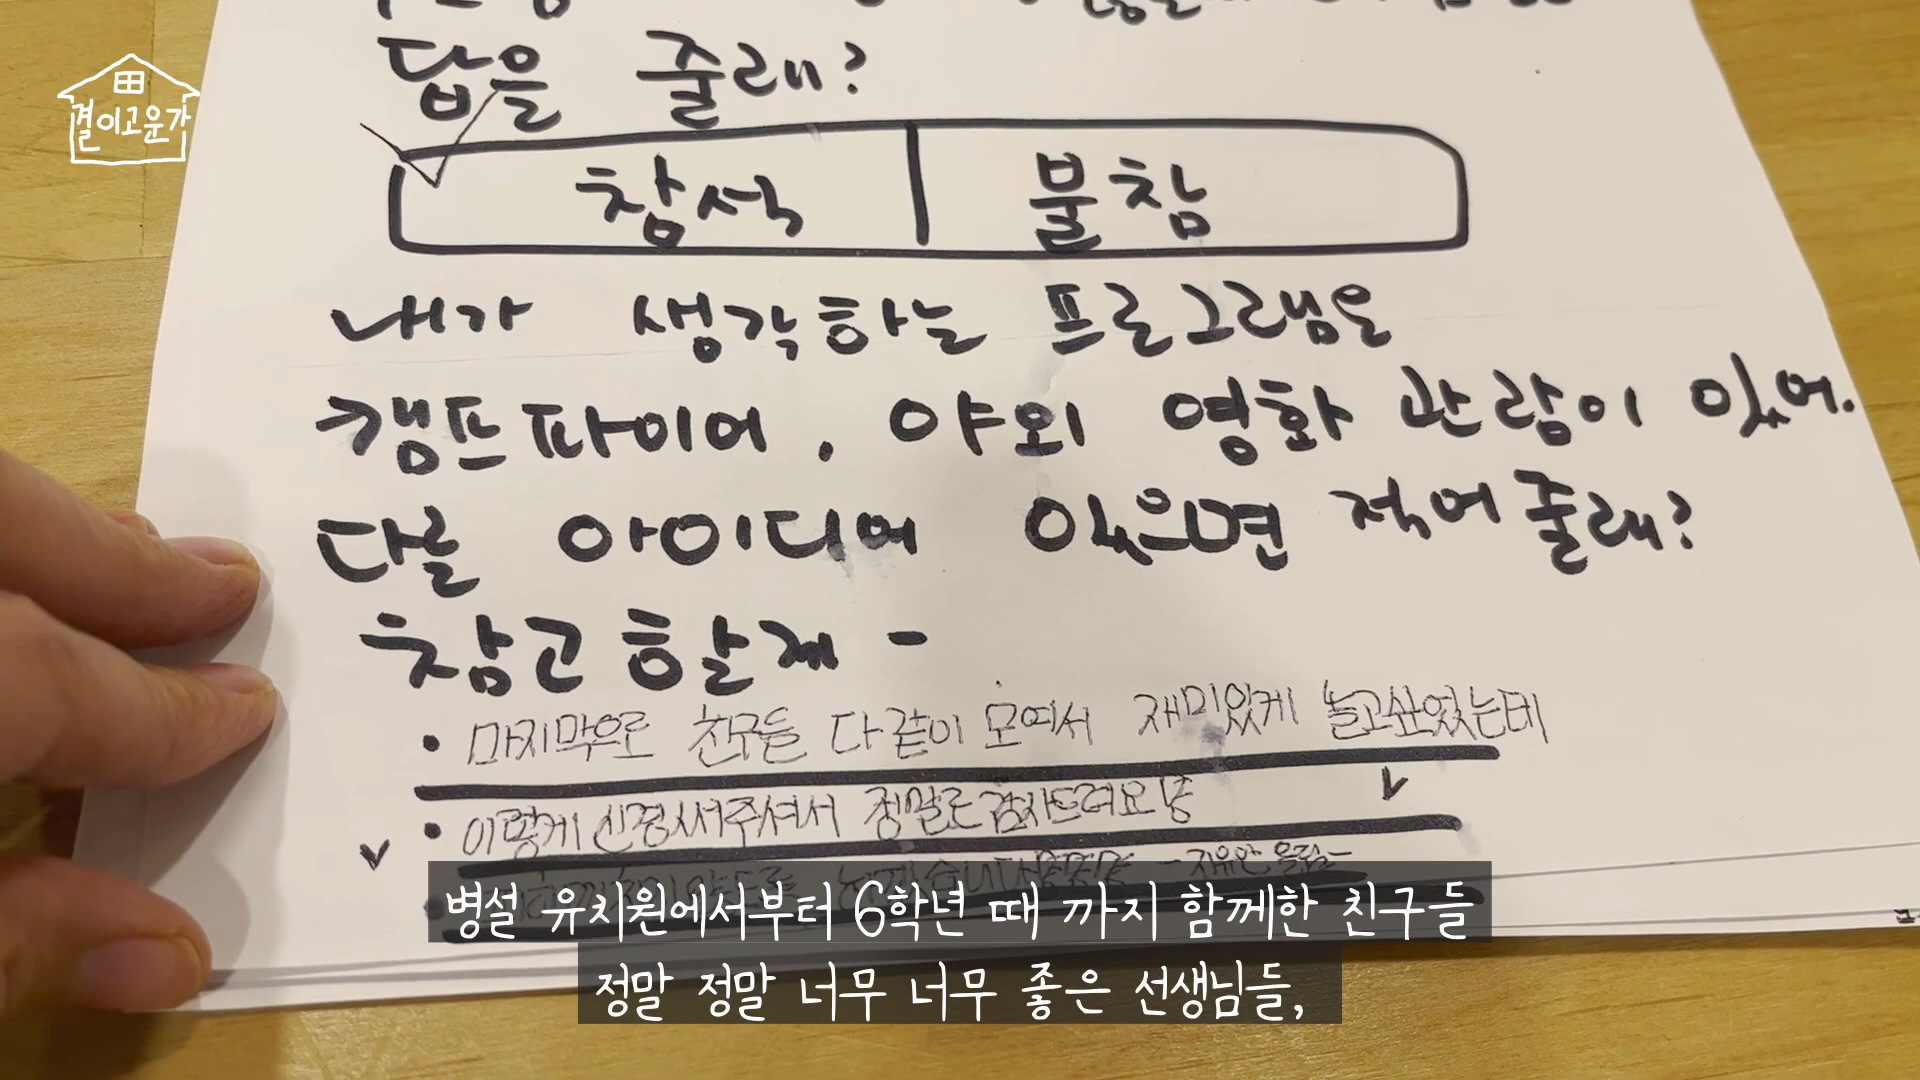 답을 줄래?
결이고운가
참석 불참
내가 생각하는 프로그램은
캠프파이어, 야외 영화 관람이 있어.
다른 아이디어 있으면 적어줄래?
참고할게-
• 마지막으로 친구들 다같이 모여서 재미있게 놀고싶었는데
• 이렇게 신경써주셔서 정말로 감사드려요
병설 유치원에서부터 6학년 때 까지 함께한 친구들
정말 정말 너무 너무 좋은 선생님들,